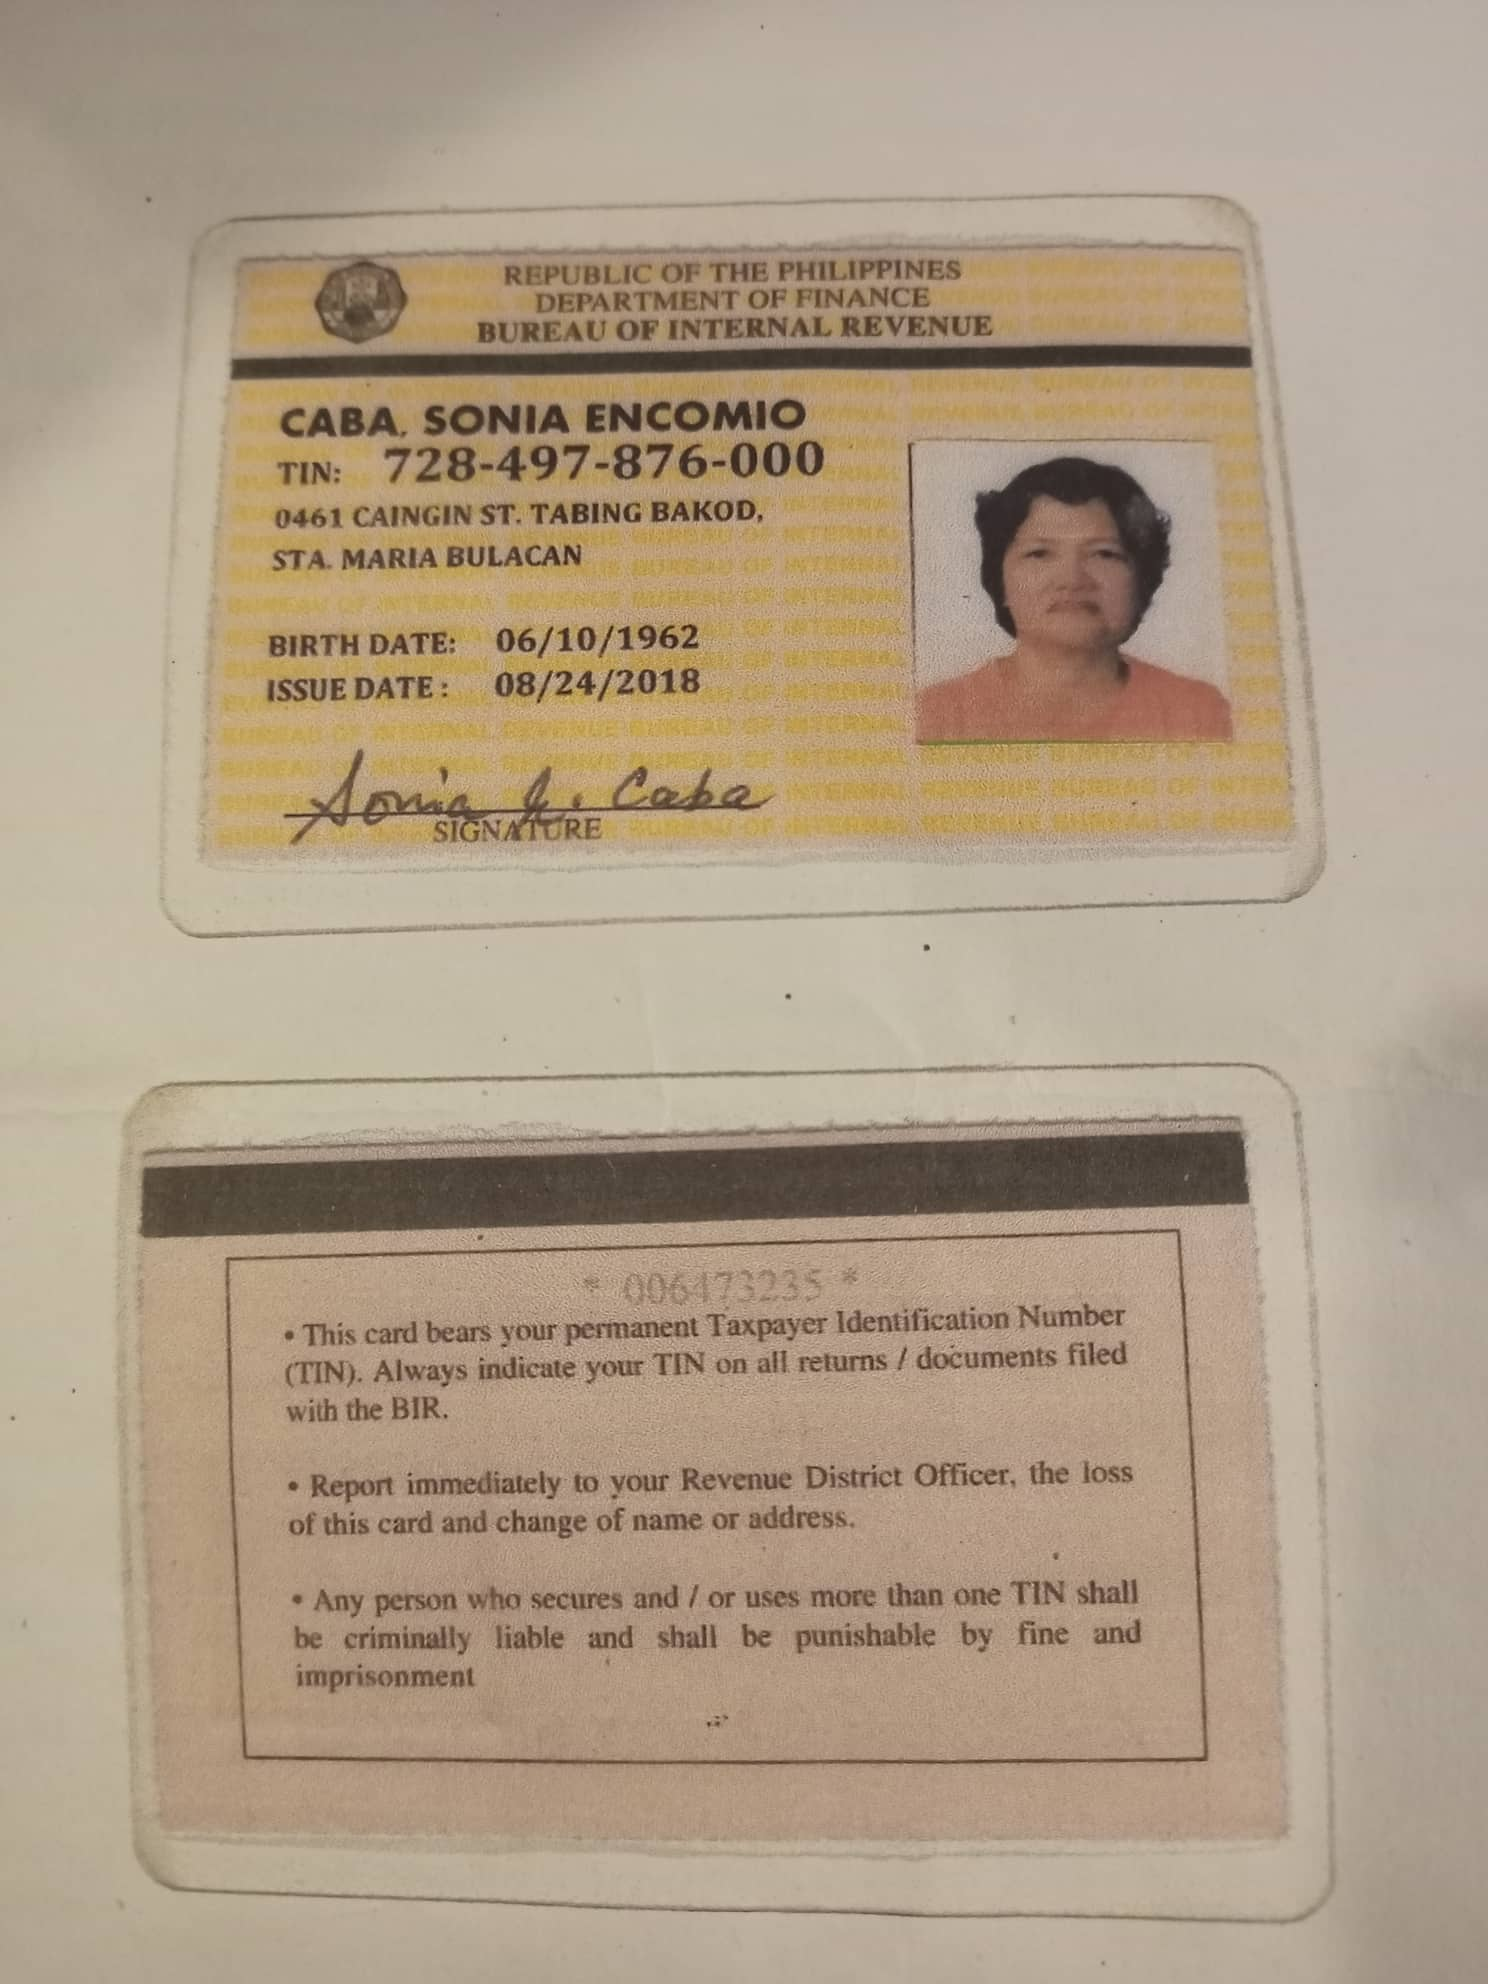 REPUBLIC OF THE PHILIPPINES
DEPARTMENT OF FINANCE
BUREAU OF INTERNAL REVENUE
CABA, SONIA ENCOMIO
TIN: 728-497-876-000
0461 CAINGIN ST. TABING BAKOD,
STA. MARIA BULACAN
BIRTH DATE: 06/10/1962
ISSUE DATE : 08/24/2018
Sonia E. Caba
SIGNATURE
* 006473235 *
• This card bears your permanent Taxpayer Identification Number
(TIN). Always indicate your TIN on all returns / documents filed
with the BIR.
• Report immediately to your Revenue District Officer, the loss
of this card and change of name or address.
• Any person who secures and / or uses more than one TIN shall
be criminally liable and shall be punishable by fine and
imprisonment